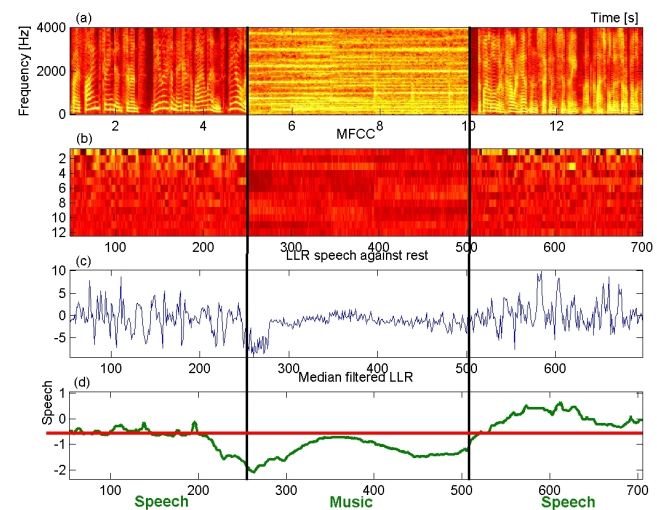 (a)
Time [s]
Frequency [Hz]
4000
2000
0
2 4 6 8 10 12
MFCC
(b)
2
4
6
8
10
12
100 200 300 400 500 600 700
LLR speech against rest
(c)
10
5
0
-5
100 200 300 400 500 600
Median filtered LLR
(d)
Speech
1
0
-1
-2
100 200 300 400 500 600 700
Speech Music Speech